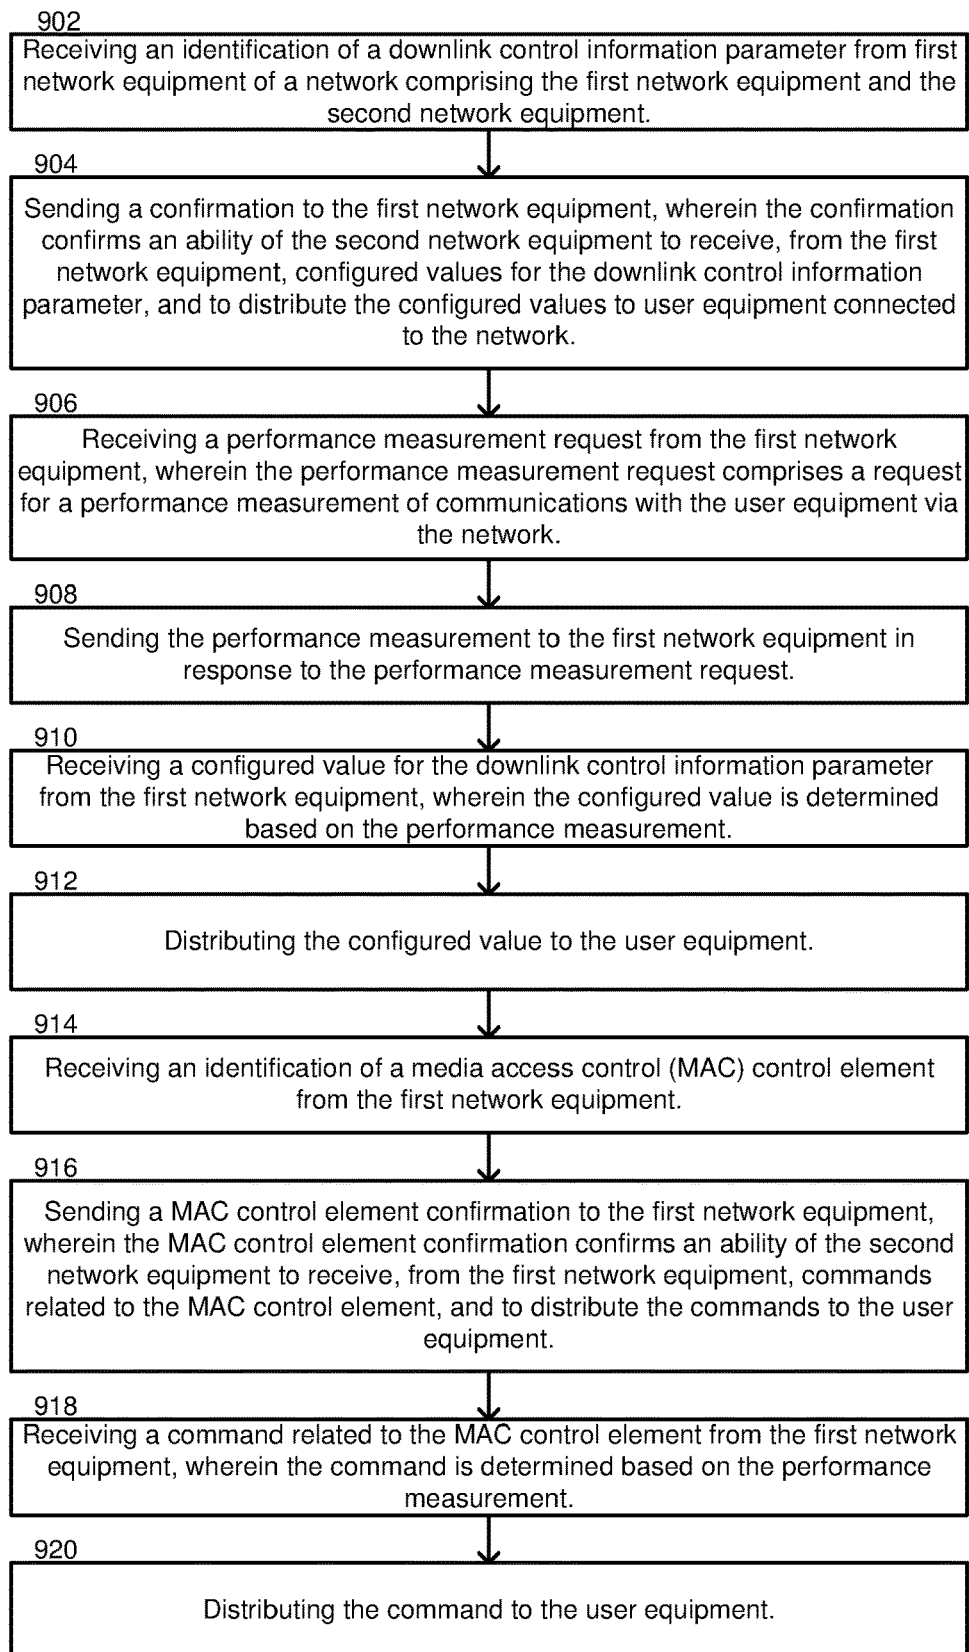 902
Receiving an identification of a downlink control information parameter from first
network equipment of a network comprising the first network equipment and the
second network equipment.
904
Sending a confirmation to the first network equipment, wherein the confirmation
confirms an ability of the second network equipment to receive, from the first
network equipment, configured values for the downlink control information
parameter, and to distribute the configured values to user equipment connected
to the network.
906
Receiving a performance measurement request from the first network
equipment, wherein the performance measurement request comprises a request
for a performance measurement of communications with the user equipment via
the network.
908
Sending the performance measurement to the first network equipment in
response to the performance measurement request.
910
Receiving a configured value for the downlink control information parameter
from the first network equipment, wherein the configured value is determined
based on the performance measurement.
912
Distributing the configured value to the user equipment.
914
Receiving an identification of a media access control (MAC) control element
from the first network equipment.
916
Sending a MAC control element confirmation to the first network equipment,
wherein the MAC control element confirmation confirms an ability of the second
network equipment to receive, from the first network equipment, commands
related to the MAC control element, and to distribute the commands to the user
equipment.
918
Receiving a command related to the MAC control element from the first network
equipment, wherein the command is determined based on the performance
measurement.
920
Distributing the command to the user equipment.